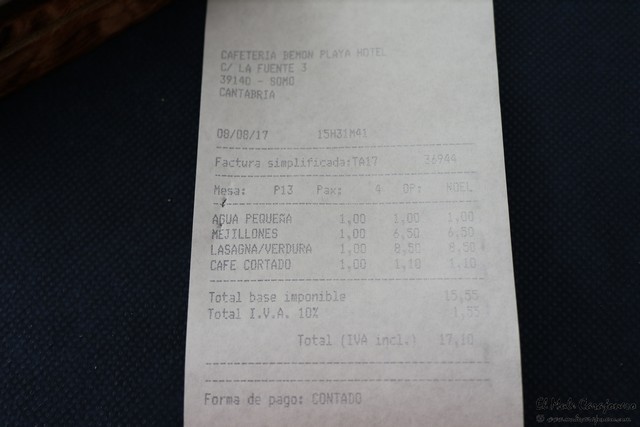 CAFETERIA DEMON PLAYA HOTEL
C/ LA FUENTE 3
39140 - SOMO
CANTABRIA
08/08/17 15H31M41
Factura simplificada:TA17 36944
Mesa: P13 Pax: 4 OP: NOEL
AGUA PEQUEÑA 1,00 1,00 1,00
MEJILLONES 1,00 6,50 6,50
LASAGNA/VERDURA 1,00 8,50 8,50
CAFE CORTADO 1,00 1,10 1,10
Total base imponible 15,55
Total I.V.A. 10% 1,55
Total (IVA incl.) 17,10
Forma de pago: CONTADO